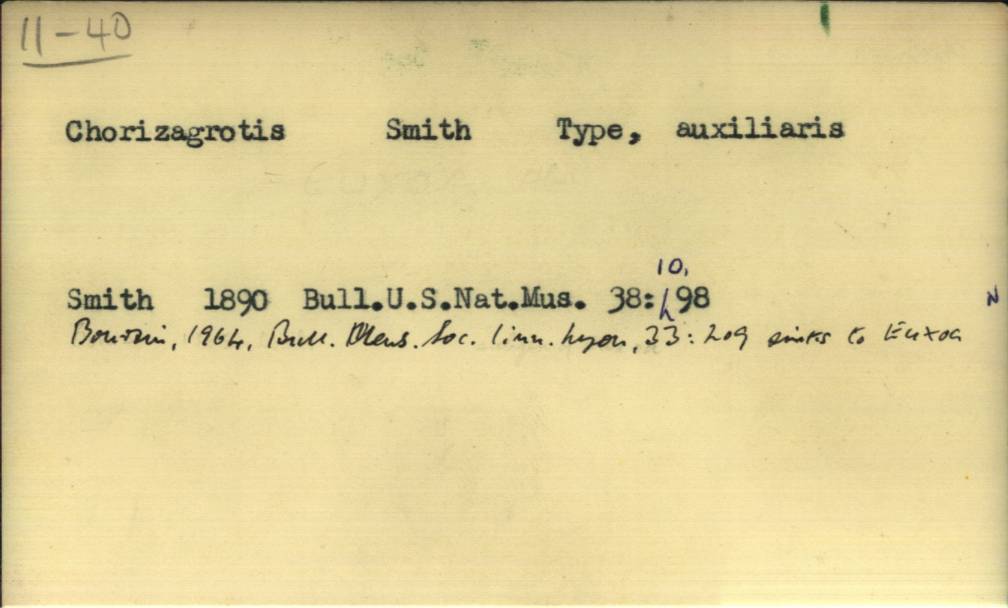 11-40
Chorizagrotis Smith Type, auxiliaris
10,
Smith 1890 Bull.U.S.Nat.Mus. 38: 98 N
Boursin, 1964, Bull. Mens. Soc. linn. Lyon, 33: 209 sinks to Euxoa